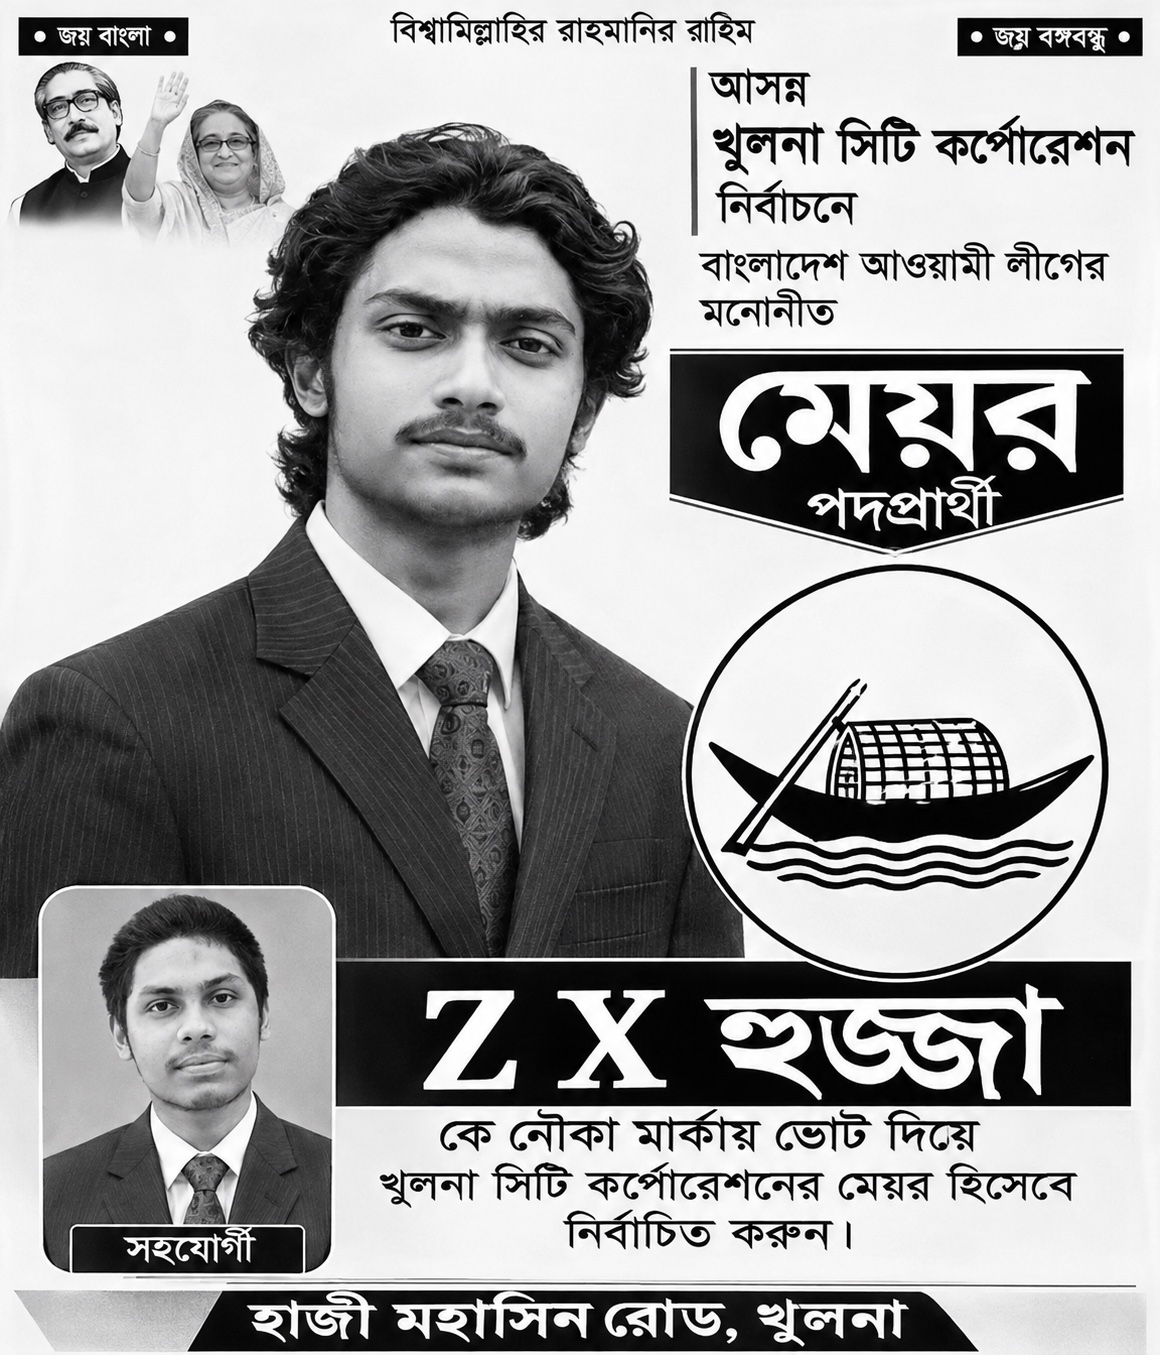 • জয় বাংলা •
বিশ্বামিল্লাহির রাহমানির রাহিম
• জয় বঙ্গবন্ধু •
আসন্ন
খুলনা সিটি কর্পোরেশন
নির্বাচনে
বাংলাদেশ আওয়ামী লীগের
মনোনীত
মেয়র
পদপ্রার্থী
Z X হুজ্জা
কে নৌকা মার্কায় ভোট দিয়ে
খুলনা সিটি কর্পোরেশনের মেয়র হিসেবে
নির্বাচিত করুন।
সহযোগী
হাজী মহাসিন রোড, খুলনা